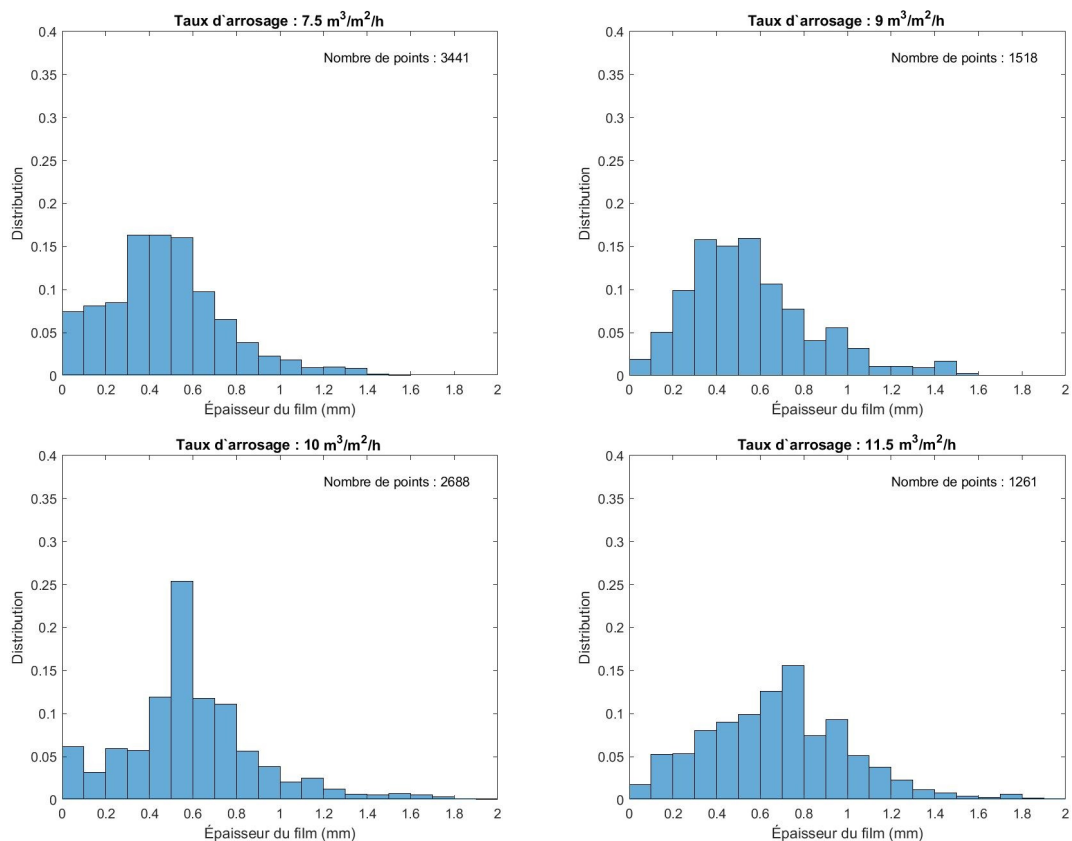 Taux d`arrosage : 7.5 m³/m²/h
Nombre de points : 3441
0.4
0.35
0.3
0.25
0.2
0.15
0.1
0.05
0
Distribution
0 0.2 0.4 0.6 0.8 1 1.2 1.4 1.6 1.8 2
Épaisseur du film (mm)
Taux d`arrosage : 9 m³/m²/h
Nombre de points : 1518
0.4
0.35
0.3
0.25
0.2
0.15
0.1
0.05
0
Distribution
0 0.2 0.4 0.6 0.8 1 1.2 1.4 1.6 1.8 2
Épaisseur du film (mm)
Taux d`arrosage : 10 m³/m²/h
Nombre de points : 2688
0.4
0.35
0.3
0.25
0.2
0.15
0.1
0.05
0
Distribution
0 0.2 0.4 0.6 0.8 1 1.2 1.4 1.6 1.8 2
Épaisseur du film (mm)
Taux d`arrosage : 11.5 m³/m²/h
Nombre de points : 1261
0.4
0.35
0.3
0.25
0.2
0.15
0.1
0.05
0
Distribution
0 0.2 0.4 0.6 0.8 1 1.2 1.4 1.6 1.8 2
Épaisseur du film (mm)